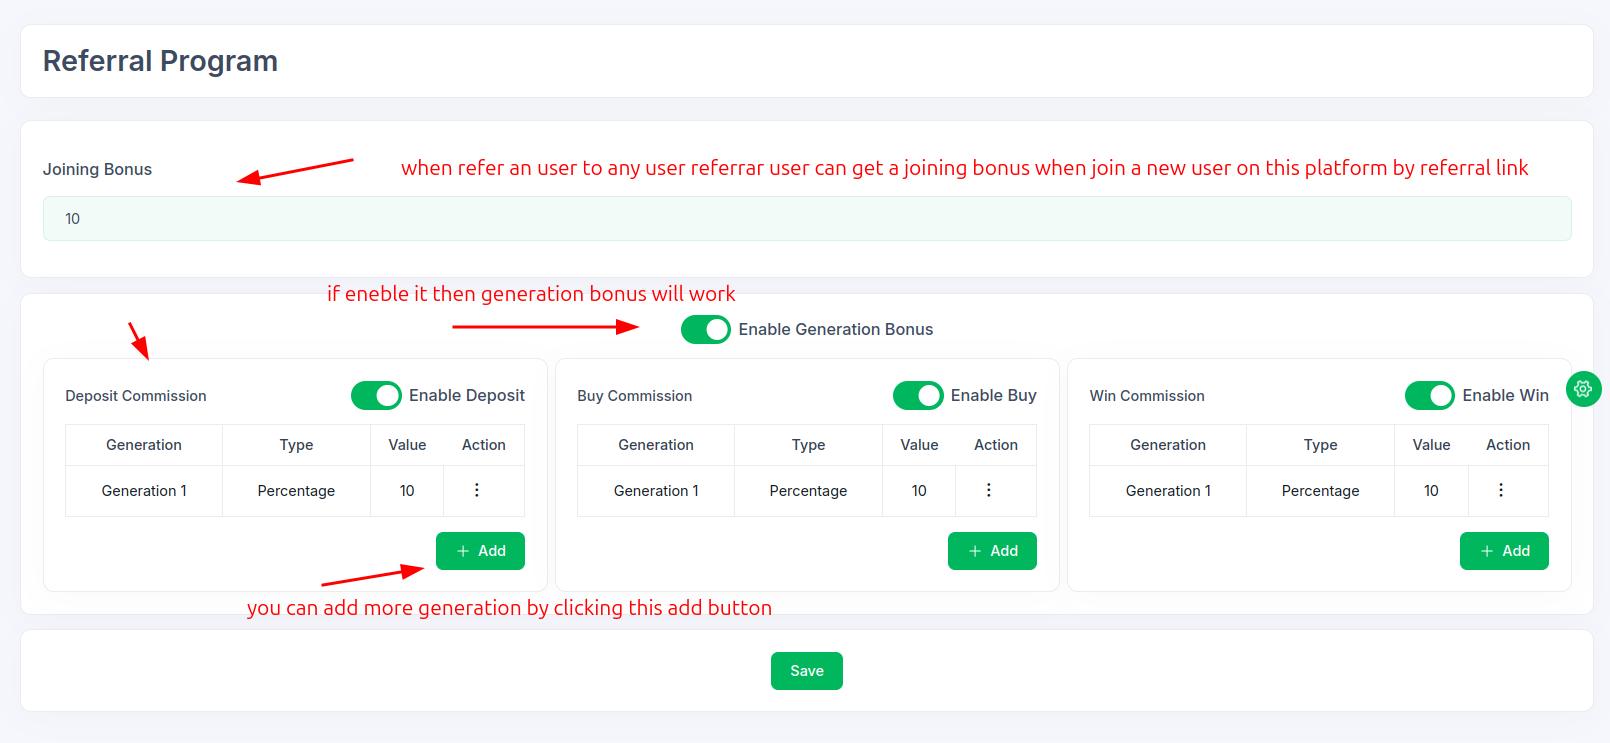 Referral Program
Joining Bonus
when refer an user to any user referrar user can get a joining bonus when join a new user on this platform by referral link
10
if eneble it then generation bonus will work
Enable Generation Bonus
Deposit Commission Enable Deposit
Generation Type Value Action
Generation 1 Percentage 10
+ Add
Buy Commission Enable Buy
Generation Type Value Action
Generation 1 Percentage 10
+ Add
Win Commission Enable Win
Generation Type Value Action
Generation 1 Percentage 10
+ Add
you can add more generation by clicking this add button
Save